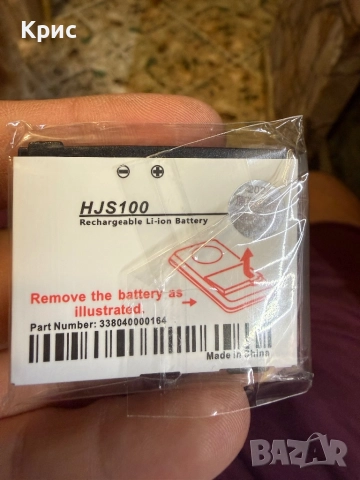 Крис
HJS100
Rechargeable Li-ion Battery
Remove the battery as
illustrated.
Part Number: 338040000164
Made in China
BAZAR